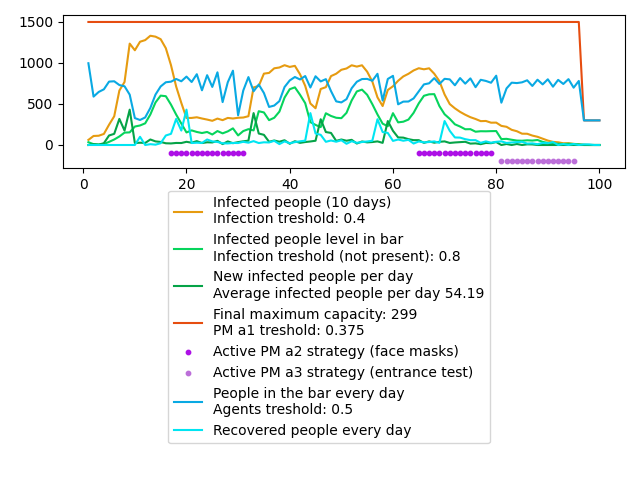 1500
1000
500
0
0 20 40 60 80 100
Infected people (10 days)
Infection treshold: 0.4
Infected people level in bar
Infection treshold (not present): 0.8
New infected people per day
Average infected people per day 54.19
Final maximum capacity: 299
PM a1 treshold: 0.375
Active PM a2 strategy (face masks)
Active PM a3 strategy (entrance test)
People in the bar every day
Agents treshold: 0.5
Recovered people every day